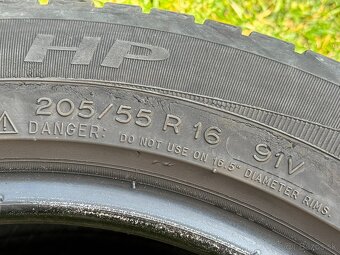 HP
205/55 R 16 91V
⚠ DANGER: DO NOT USE ON 16.5° DIAMETER RIMS.